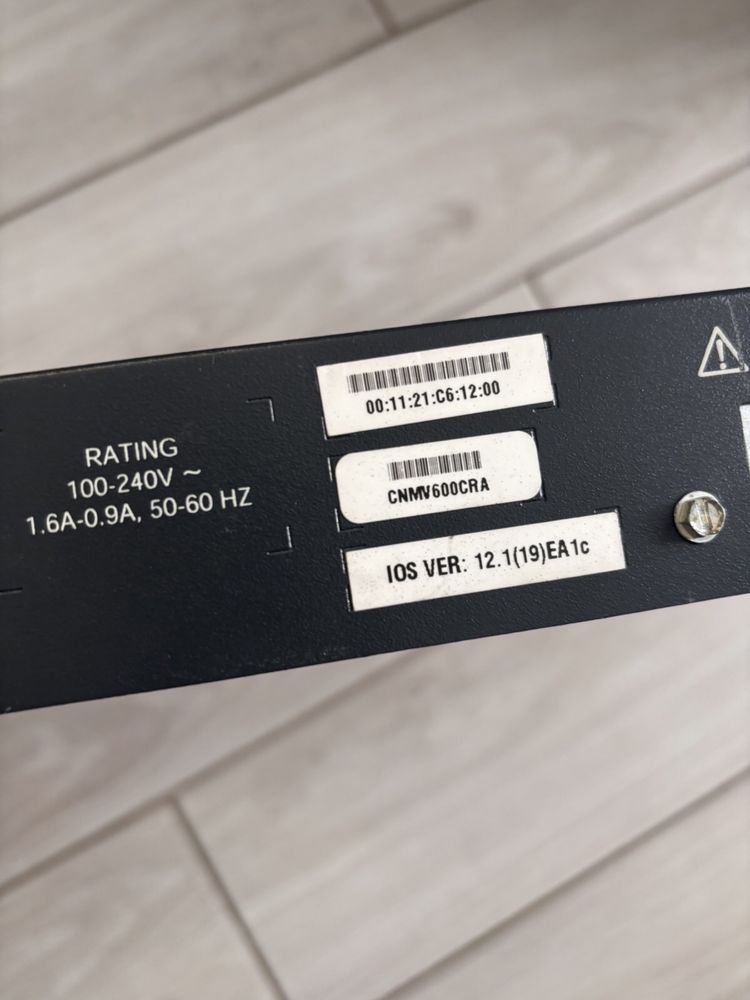 RATING
100-240V ~
1.6A-0.9A, 50-60 HZ
00:11:21:C6:12:00
CNMV600CRA
IOS VER: 12.1(19)EA1c